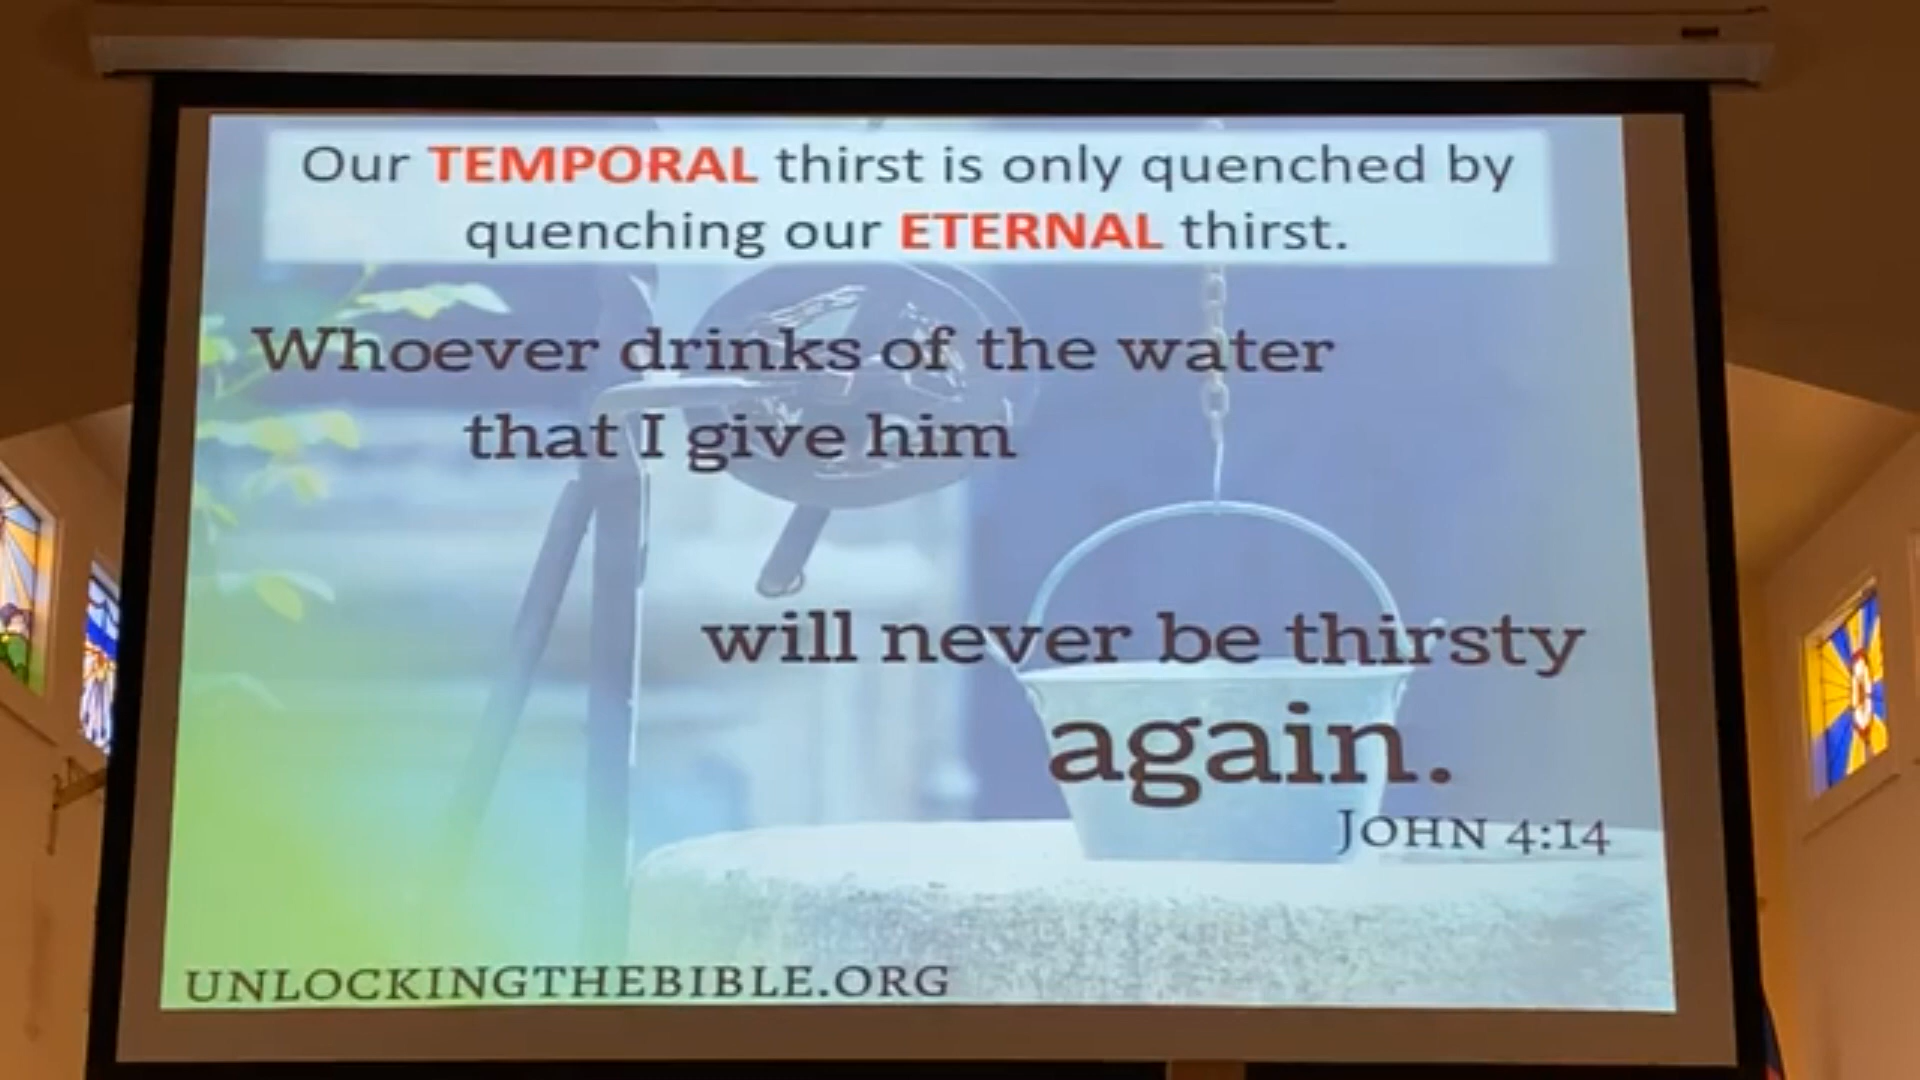 Our TEMPORAL thirst is only quenched by
quenching our ETERNAL thirst.
Whoever drinks of the water
that I give him
will never be thirsty
again.
JOHN 4:14
UNLOCKINGTHEBIBLE.ORG